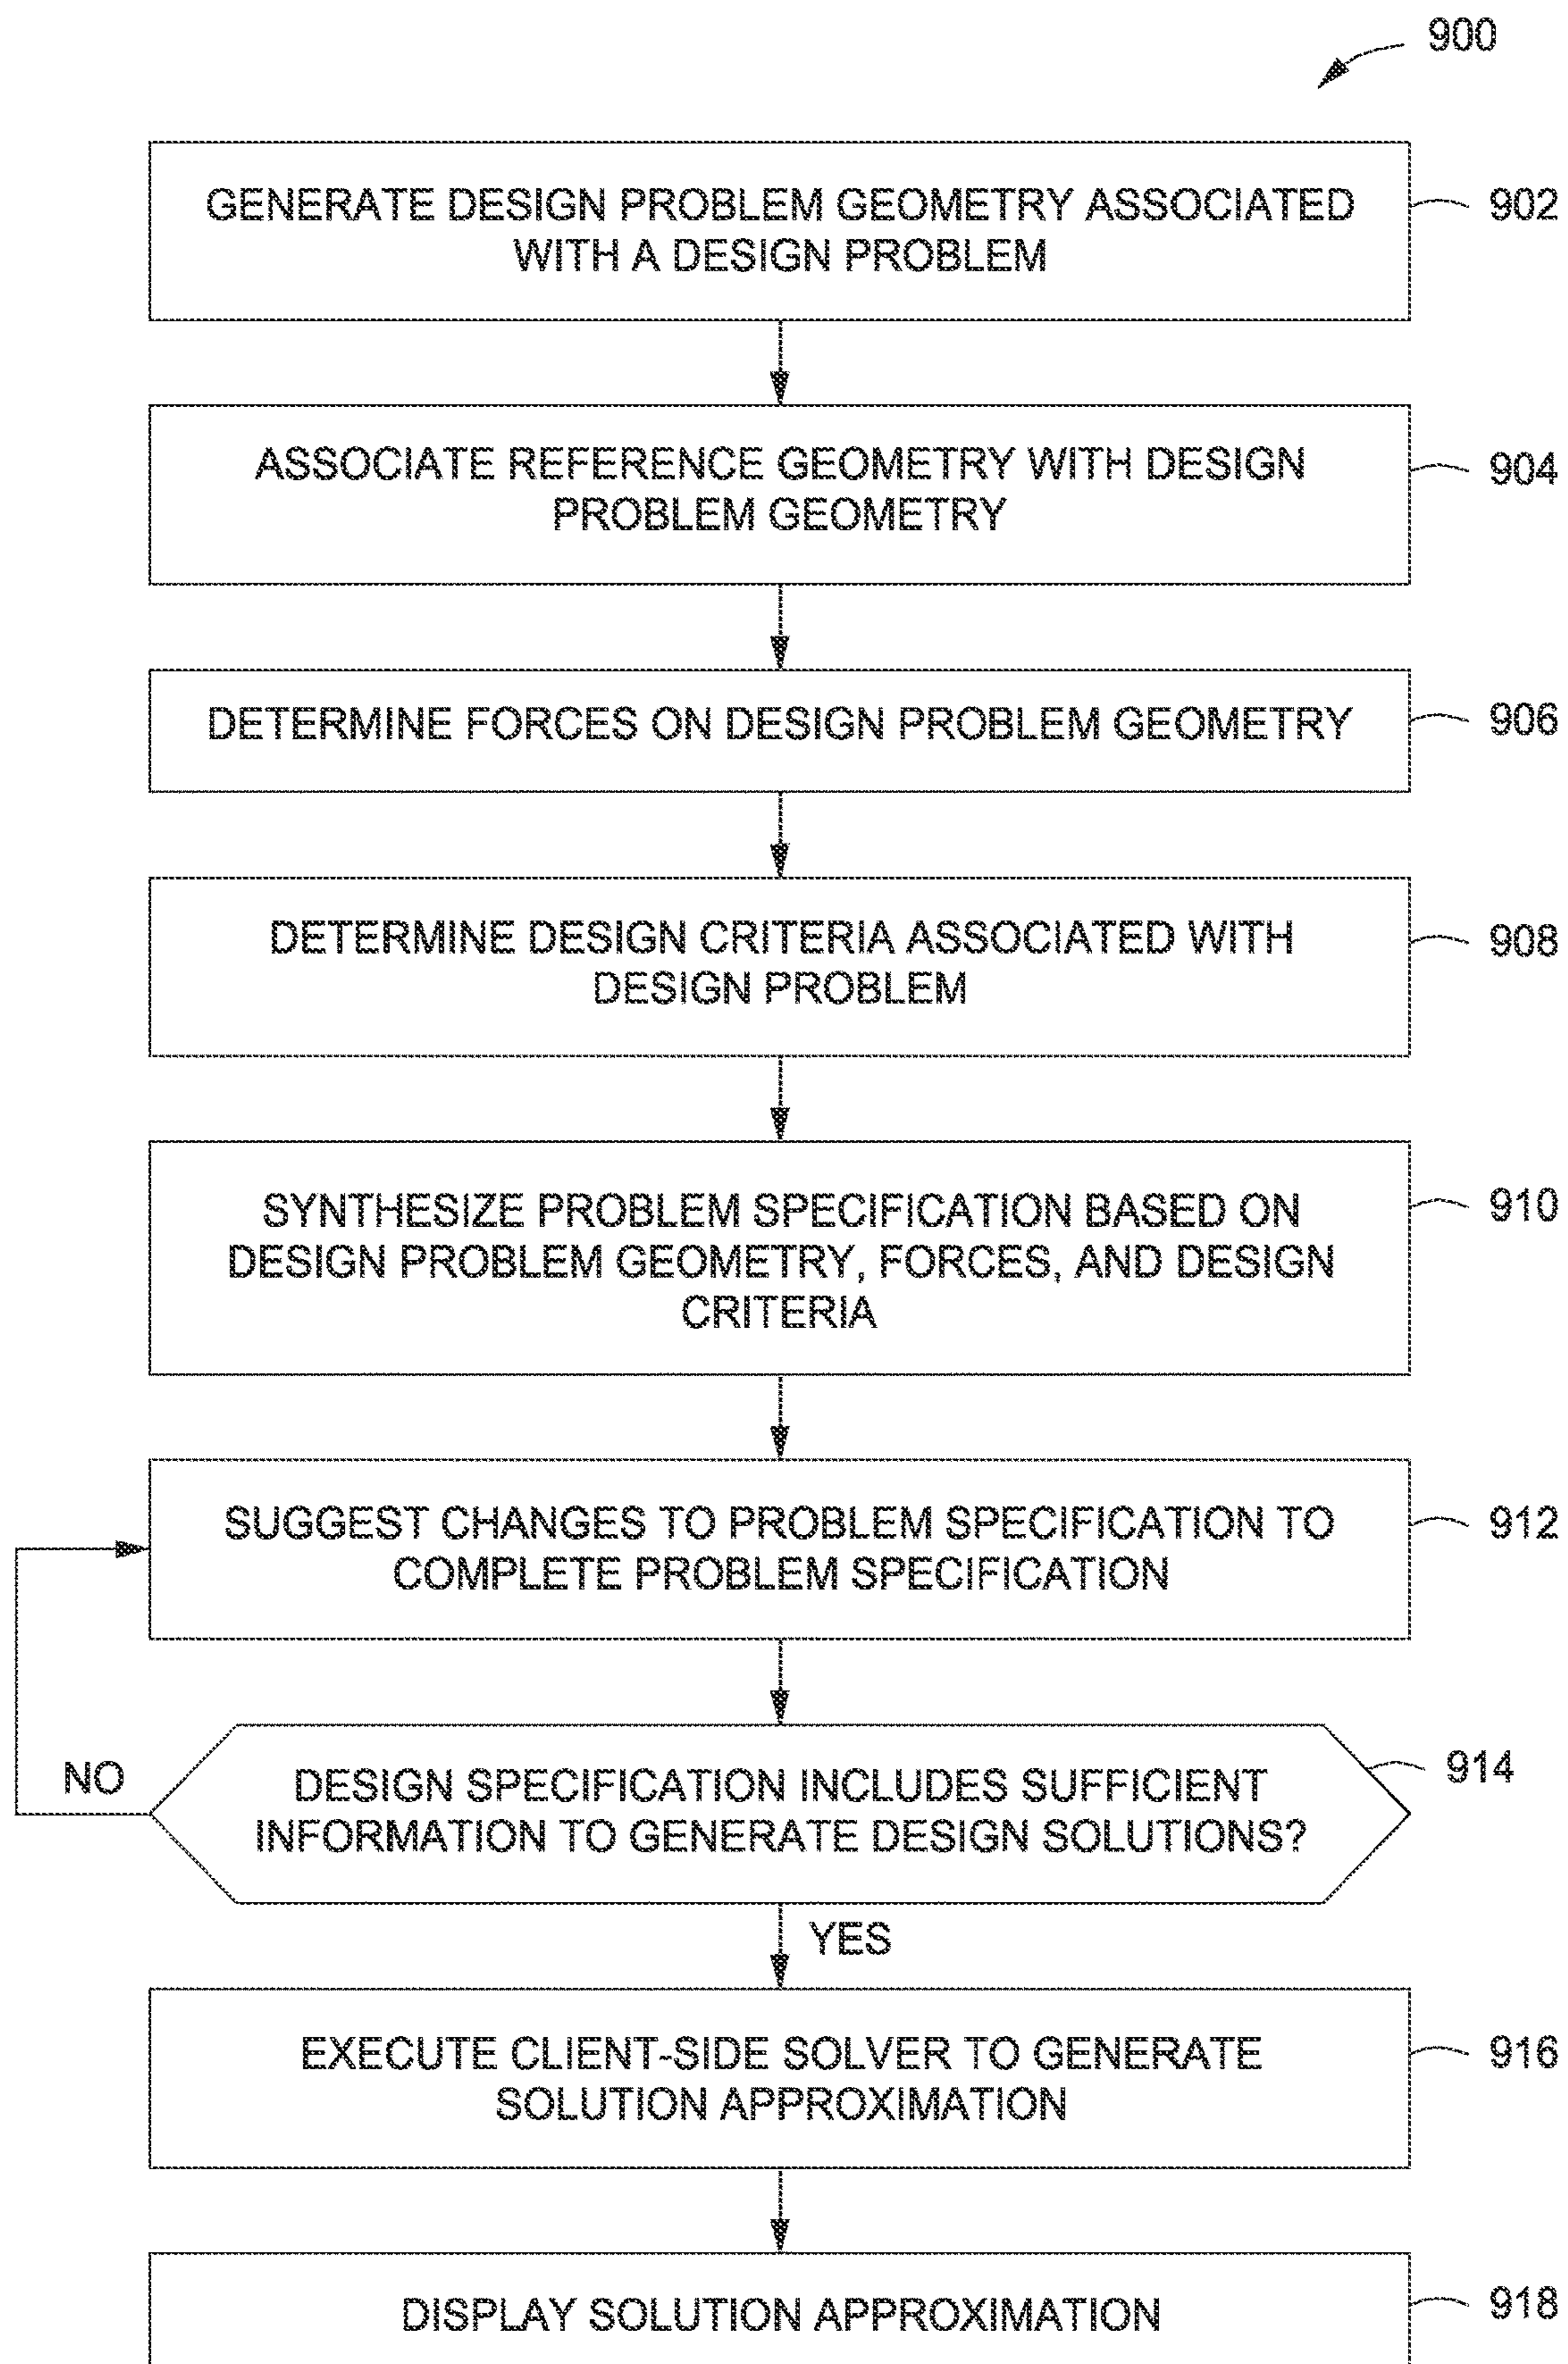 900
GENERATE DESIGN PROBLEM GEOMETRY ASSOCIATED
WITH A DESIGN PROBLEM
902
ASSOCIATE REFERENCE GEOMETRY WITH DESIGN
PROBLEM GEOMETRY
904
DETERMINE FORCES ON DESIGN PROBLEM GEOMETRY
906
DETERMINE DESIGN CRITERIA ASSOCIATED WITH
DESIGN PROBLEM
908
SYNTHESIZE PROBLEM SPECIFICATION BASED ON
DESIGN PROBLEM GEOMETRY, FORCES, AND DESIGN
CRITERIA
910
SUGGEST CHANGES TO PROBLEM SPECIFICATION TO
COMPLETE PROBLEM SPECIFICATION
912
NO
DESIGN SPECIFICATION INCLUDES SUFFICIENT
INFORMATION TO GENERATE DESIGN SOLUTIONS?
914
YES
EXECUTE CLIENT-SIDE SOLVER TO GENERATE
SOLUTION APPROXIMATION
916
DISPLAY SOLUTION APPROXIMATION
918